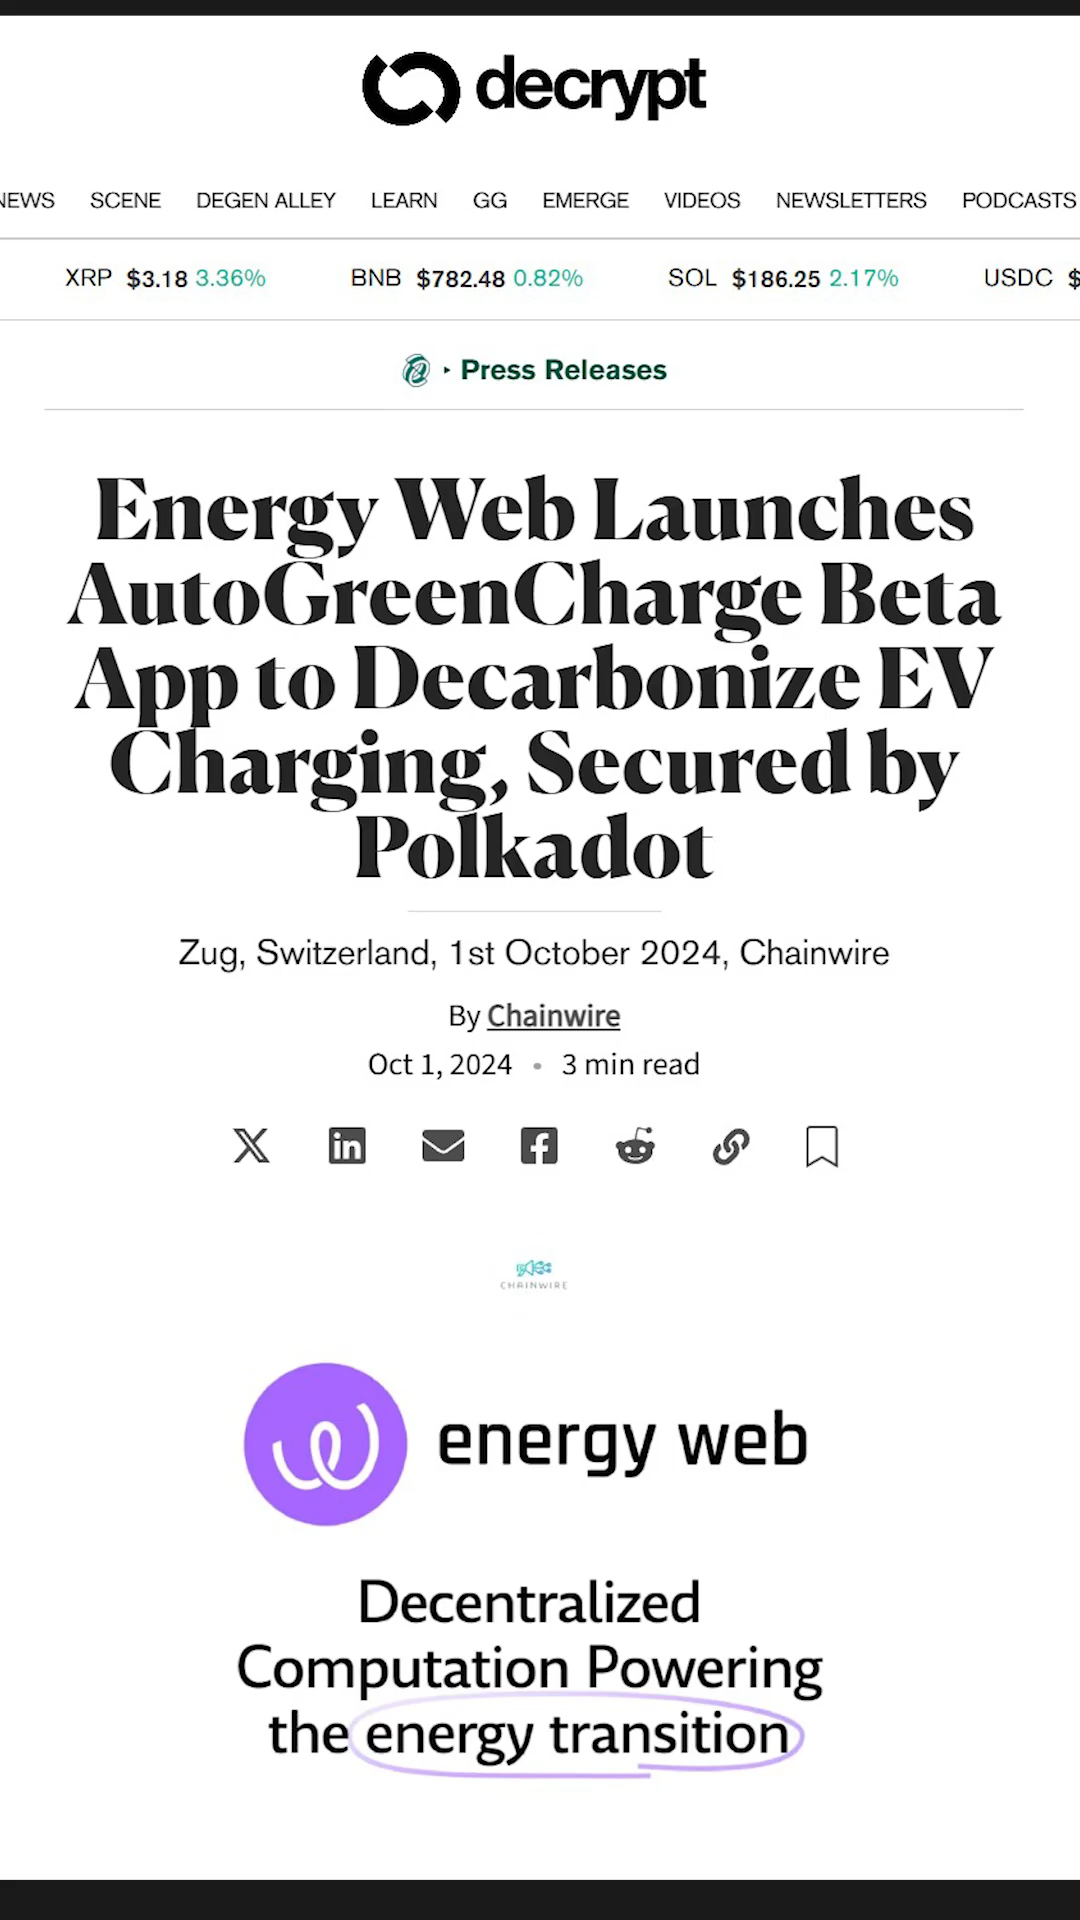 decrypt
NEWS SCENE DEGEN ALLEY LEARN GG EMERGE VIDEOS NEWSLETTERS PODCASTS
XRP $3.18 3.36% BNB $782.48 0.82% SOL $186.25 2.17% USDC $
Press Releases
Energy Web Launches
AutoGreenCharge Beta
App to Decarbonize EV
Charging, Secured by
Polkadot
Zug, Switzerland, 1st October 2024, Chainwire
By Chainwire
Oct 1, 2024 • 3 min read
CHAINWIRE
energy web
Decentralized
Computation Powering
the energy transition